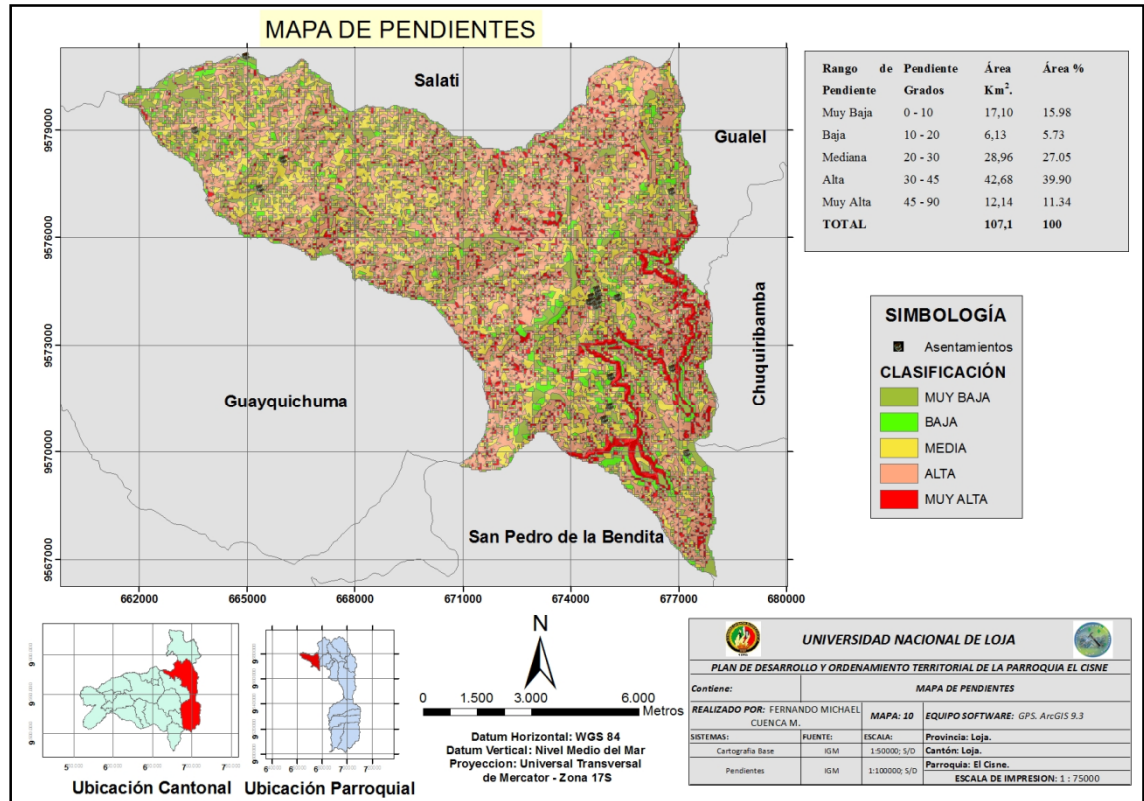 MAPA DE PENDIENTES
Salati
Gualel
Chuquiribamba
Guayquichuma
San Pedro de la Bendita
9579000
9576000
9573000
9570000
9567000
662000 665000 668000 671000 674000 677000 680000
Rango de Pendiente Área Área %
Pendiente Grados Km².
Muy Baja 0 - 10 17,10 15.98
Baja 10 - 20 6,13 5.73
Mediana 20 - 30 28,96 27.05
Alta 30 - 45 42,68 39.90
Muy Alta 45 - 90 12,14 11.34
TOTAL 107,1 100
SIMBOLOGÍA
Asentamientos
CLASIFICACIÓN
MUY BAJA
BAJA
MEDIA
ALTA
MUY ALTA
Ubicación Cantonal
Ubicación Parroquial
N
0 1.500 3.000 6.000
Metros
Datum Horizontal: WGS 84
Datum Vertical: Nivel Medio del Mar
Proyeccion: Universal Transversal
de Mercator - Zona 17S
UNIVERSIDAD NACIONAL DE LOJA
PLAN DE DESARROLLO Y ORDENAMIENTO TERRITORIAL DE LA PARROQUIA EL CISNE
Contiene: MAPA DE PENDIENTES
REALIZADO POR: FERNANDO MICHAEL
CUENCA M.
MAPA: 10
EQUIPO SOFTWARE: GPS. ArcGIS 9.3
SISTEMAS: FUENTE: ESCALA: Provincia: Loja.
Cartografía Base IGM 1:50000; S/D Cantón: Loja.
Pendientes IGM 1:100000; S/D Parroquia: El Cisne.
ESCALA DE IMPRESION: 1 : 75000